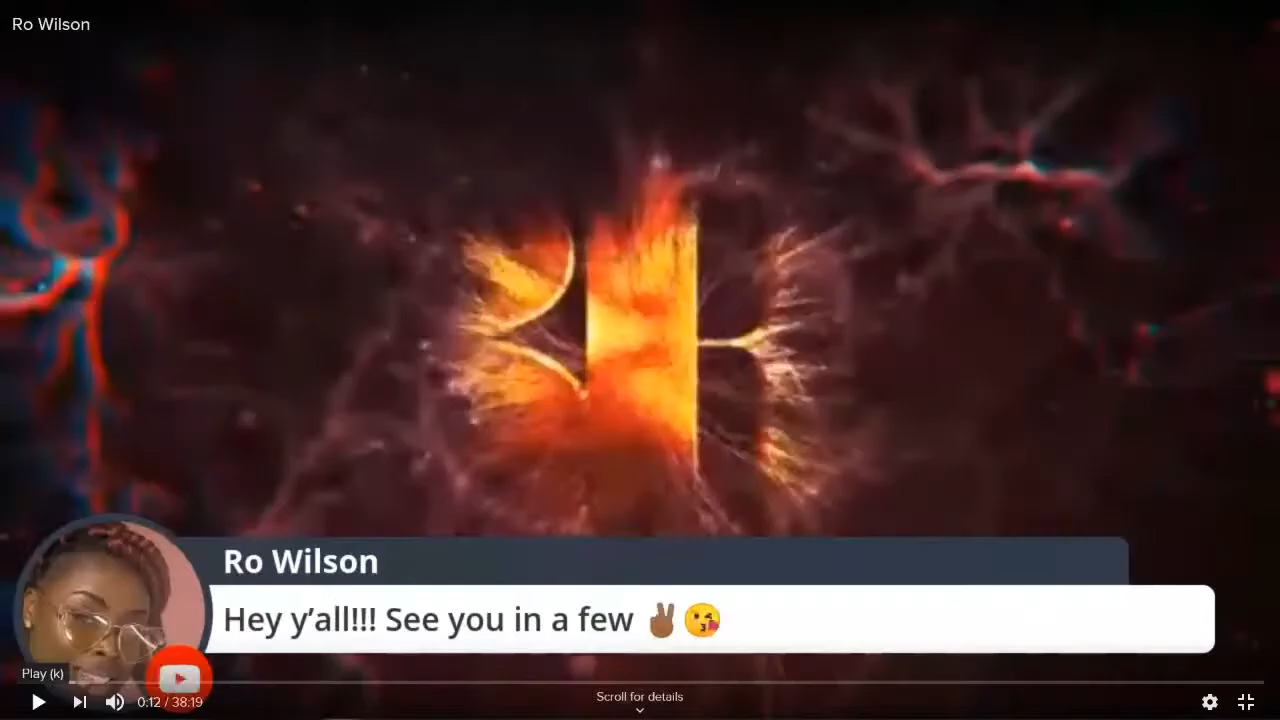 Ro Wilson
Ro Wilson
Hey y’all!!! See you in a few ✌🏾😘
Play (k)
0:12 / 38:19
Scroll for details